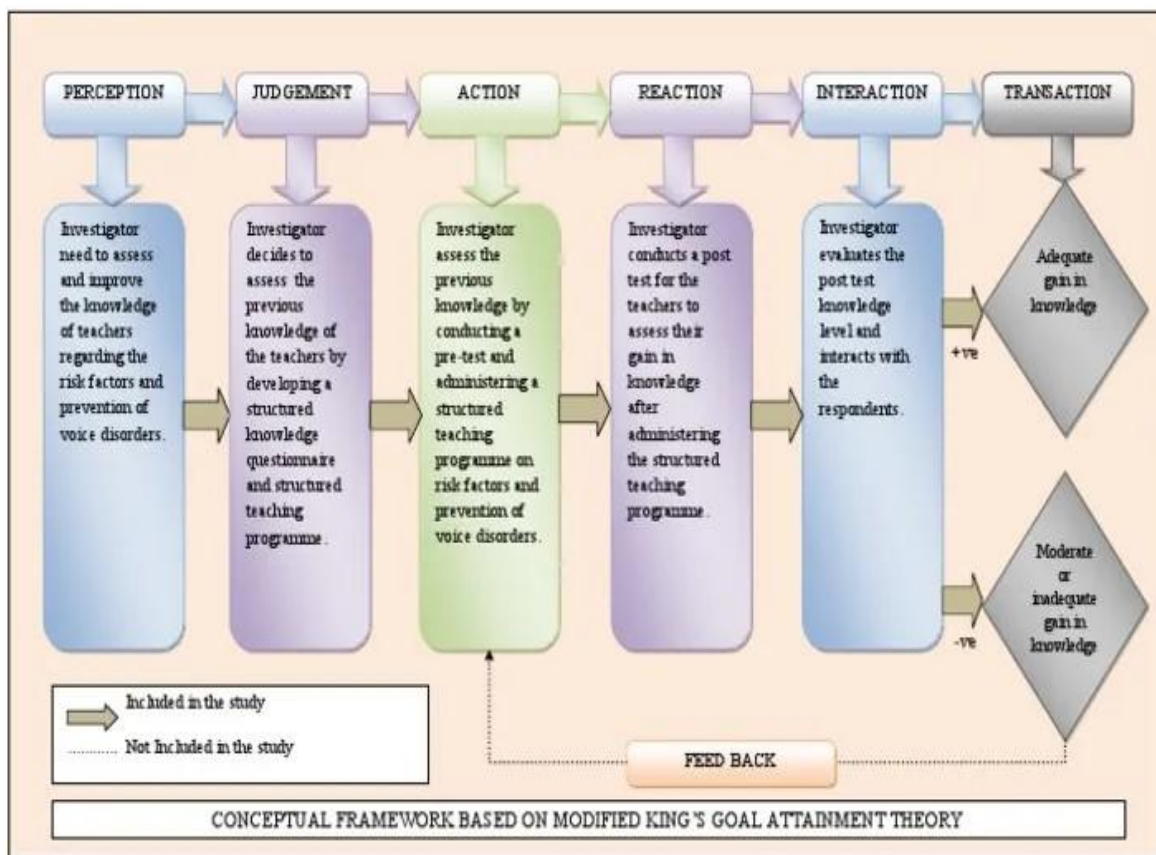 PERCEPTION
JUDGEMENT
ACTION
REACTION
INTERACTION
TRANSACTION
Investigator
need to assess
and improve
the knowledge
of teachers
regarding the
risk factors and
prevention of
voice disorders.
Investigator
decides to
assess the
previous
knowledge of
the teachers by
developing a
structured
knowledge
questionnaire
and structured
teaching
programme.
Investigator
assess the
previous
knowledge by
conducting a
pre-test and
administering a
structured
teaching
programme on
risk factors and
prevention of
voice disorders.
Investigator
conducts a post
test for the
teachers to
assess their
gain in
knowledge
after
administering
the structured
teaching
programme.
Investigator
evaluates the
post test
knowledge
level and
interacts with
the
respondents.
+ve
Adequate
gain in
knowledge
-ve
Moderate
or
inadequate
gain in
knowledge
Included in the study
Not Included in the study
FEED BACK
CONCEPTUAL FRAMEWORK BASED ON MODIFIED KING'S GOAL ATTAINMENT THEORY